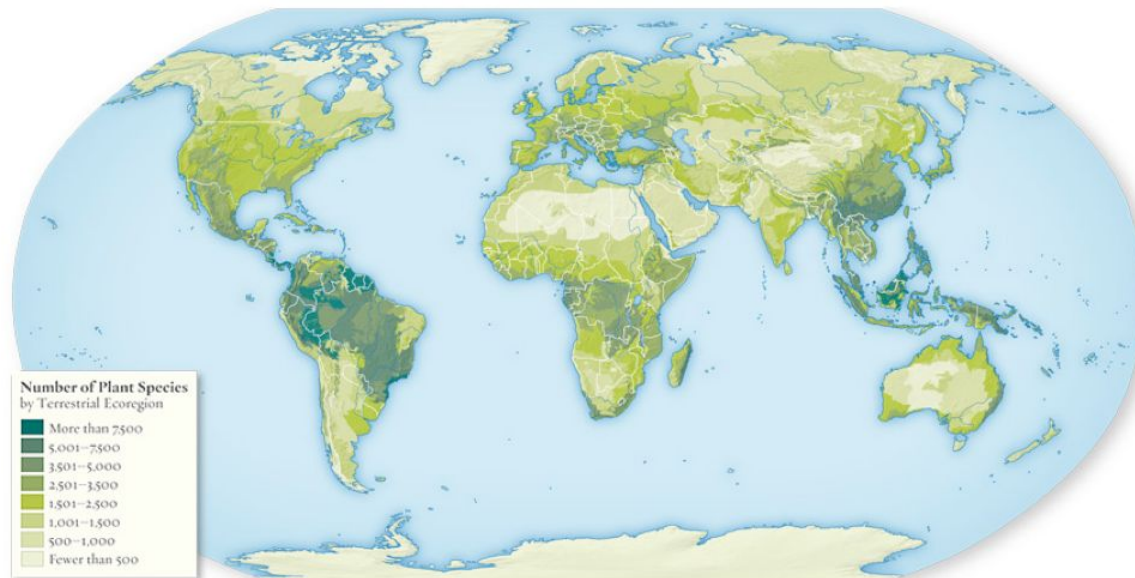 Number of Plant Species
by Terrestrial Ecoregion
More than 7,500
5,001–7,500
3,501–5,000
2,501–3,500
1,501–2,500
1,001–1,500
500–1,000
Fewer than 500